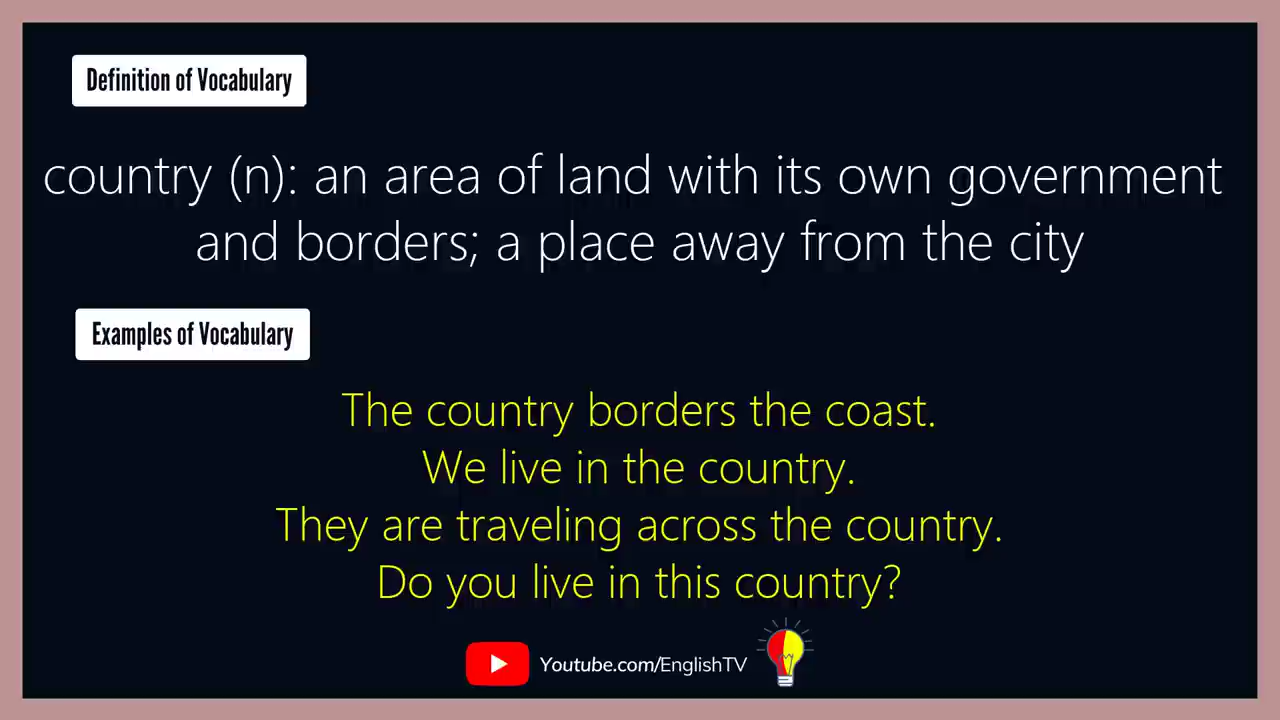 Definition of Vocabulary
country (n): an area of land with its own government
and borders; a place away from the city
Examples of Vocabulary
The country borders the coast.
We live in the country.
They are traveling across the country.
Do you live in this country?
Youtube.com/EnglishTV